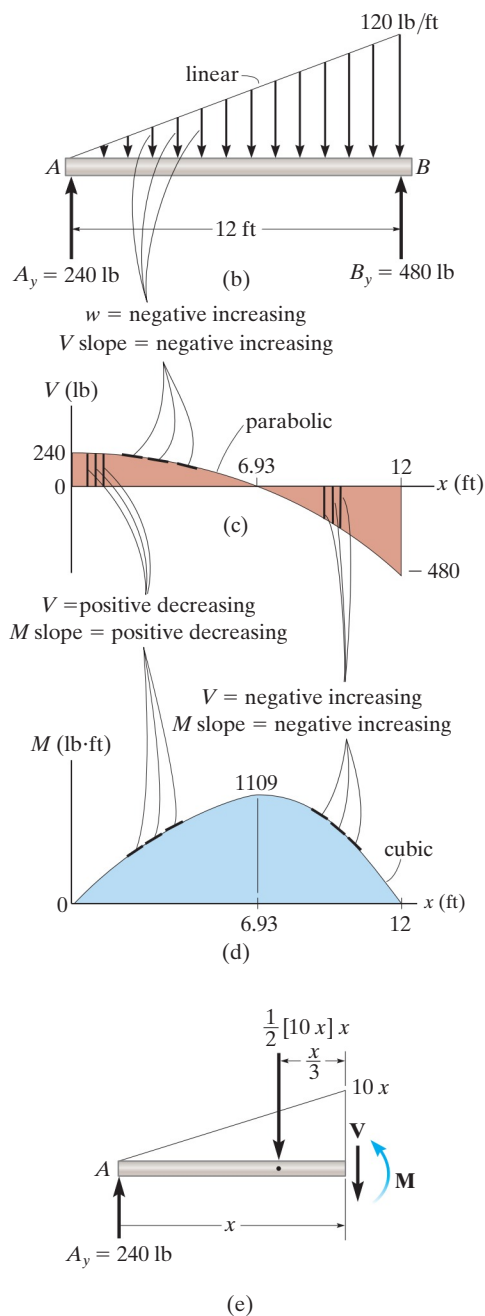 120 lb/ft
linear
A
B
12 ft
A_y = 240 lb
B_y = 480 lb
(b)
w = negative increasing
V slope = negative increasing
V (lb)
parabolic
240
6.93
12
0
x (ft)
(c)
− 480
V =positive decreasing
M slope = positive decreasing
V = negative increasing
M slope = negative increasing
M (lb·ft)
1109
cubic
0
x (ft)
6.93
12
(d)
1/2 [10 x] x
x/3
10 x
V
A
M
x
A_y = 240 lb
(e)